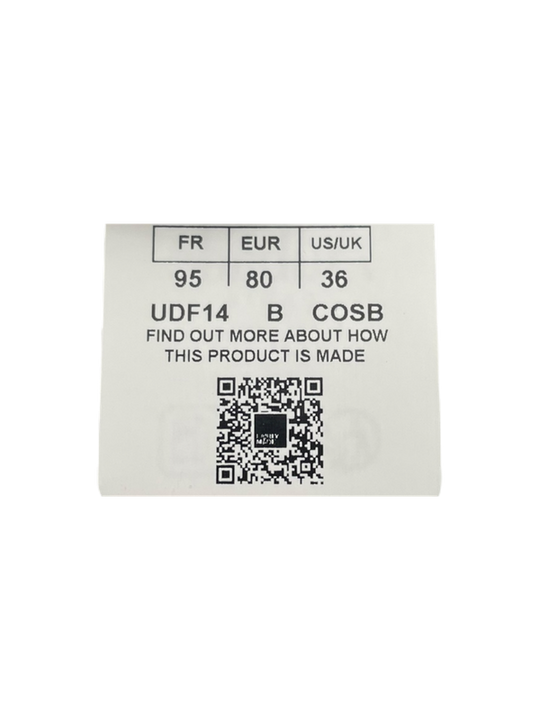 FR EUR US/UK
95 80 36
UDF14 B COSB
FIND OUT MORE ABOUT HOW
THIS PRODUCT IS MADE